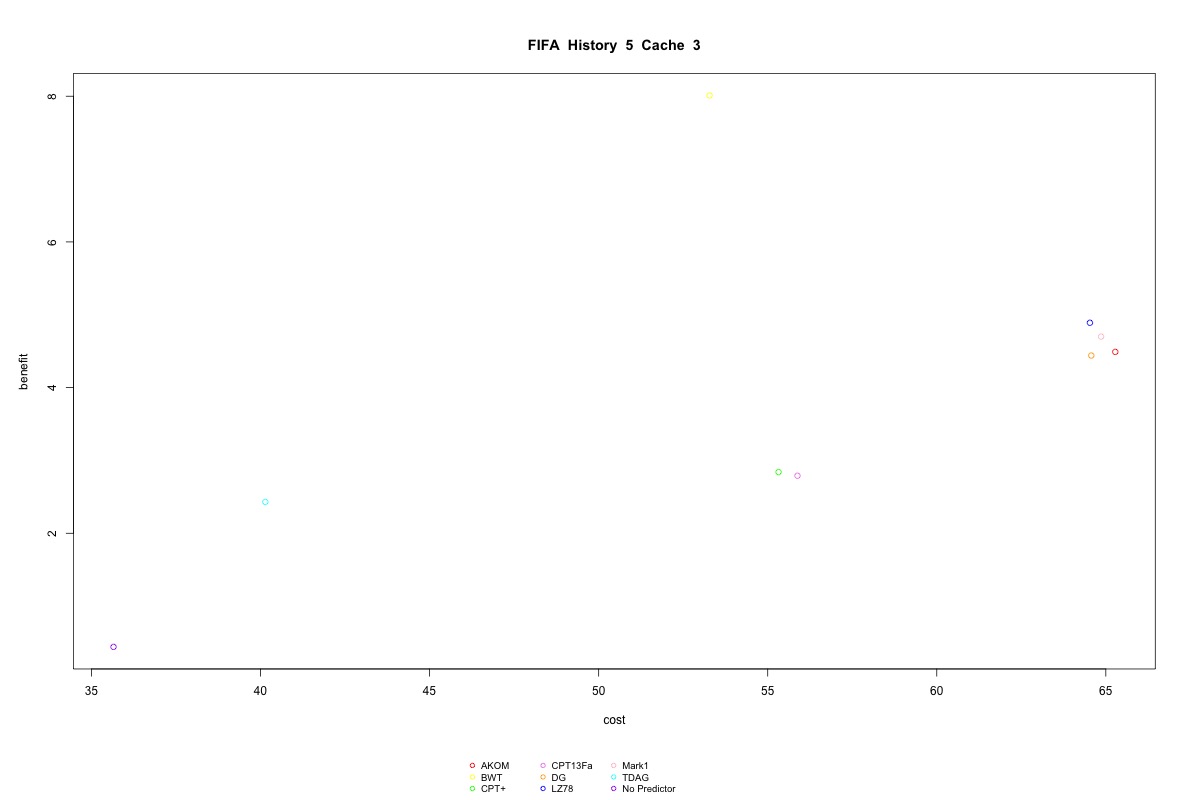 FIFA History 5 Cache 3
benefit
8
6
4
2
35 40 45 50 55 60 65
cost
AKOM CPT13Fa Mark1
BWT DG TDAG
CPT+ LZ78 No Predictor